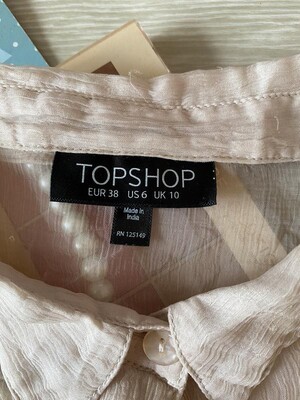 TOPSHOP
EUR 38 US 6 UK 10
Made in
India
RN 125149